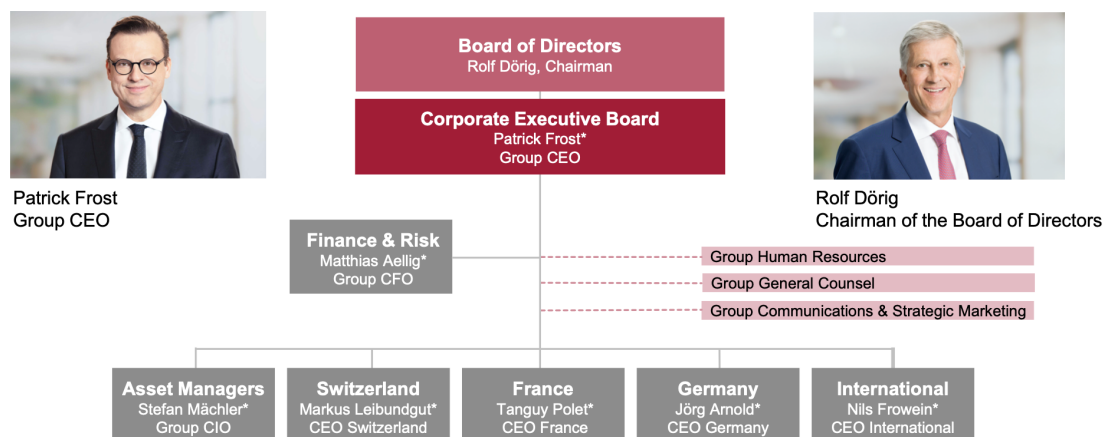 Board of Directors
Rolf Dörig, Chairman
Corporate Executive Board
Patrick Frost*
Group CEO
Patrick Frost
Group CEO
Rolf Dörig
Chairman of the Board of Directors
Finance & Risk
Matthias Aellig*
Group CFO
Group Human Resources
Group General Counsel
Group Communications & Strategic Marketing
Asset Managers
Stefan Mächler*
Group CIO
Switzerland
Markus Leibundgut*
CEO Switzerland
France
Tanguy Polet*
CEO France
Germany
Jörg Arnold*
CEO Germany
International
Nils Frowein*
CEO International